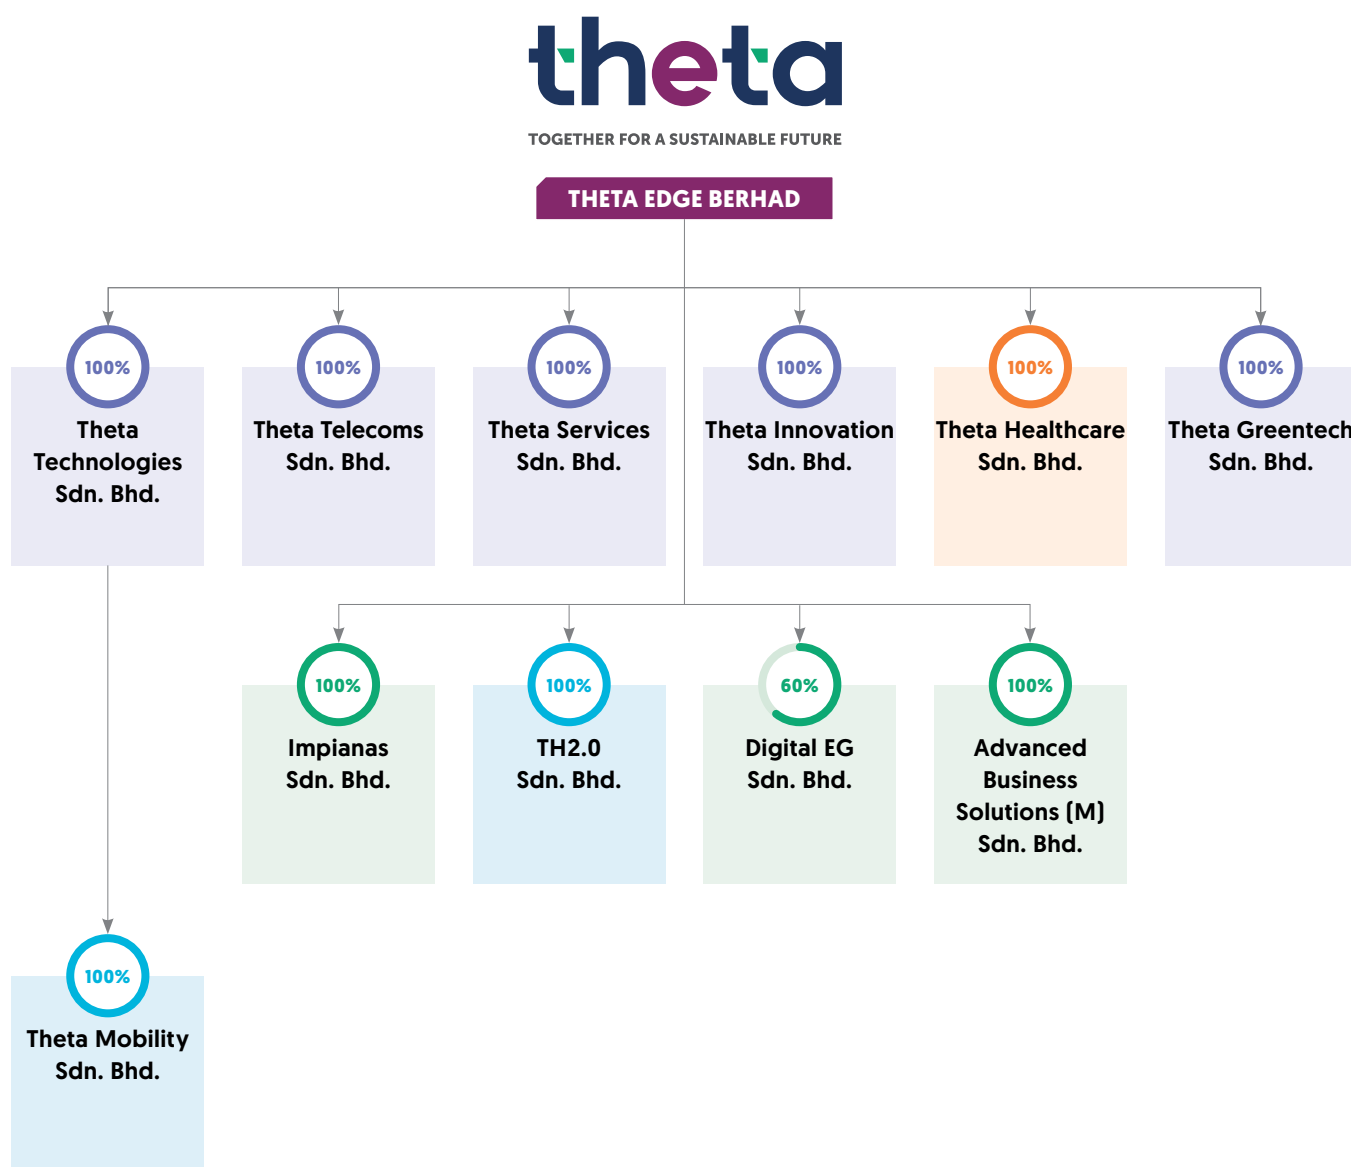 theta
TOGETHER FOR A SUSTAINABLE FUTURE
THETA EDGE BERHAD
100%
Theta
Technologies
Sdn. Bhd.
100%
Theta Telecoms
Sdn. Bhd.
100%
Theta Services
Sdn. Bhd.
100%
Theta Innovation
Sdn. Bhd.
100%
Theta Healthcare
Sdn. Bhd.
100%
Theta Greentech
Sdn. Bhd.
100%
Impianas
Sdn. Bhd.
100%
TH2.0
Sdn. Bhd.
60%
Digital EG
Sdn. Bhd.
100%
Advanced
Business
Solutions (M)
Sdn. Bhd.
100%
Theta Mobility
Sdn. Bhd.